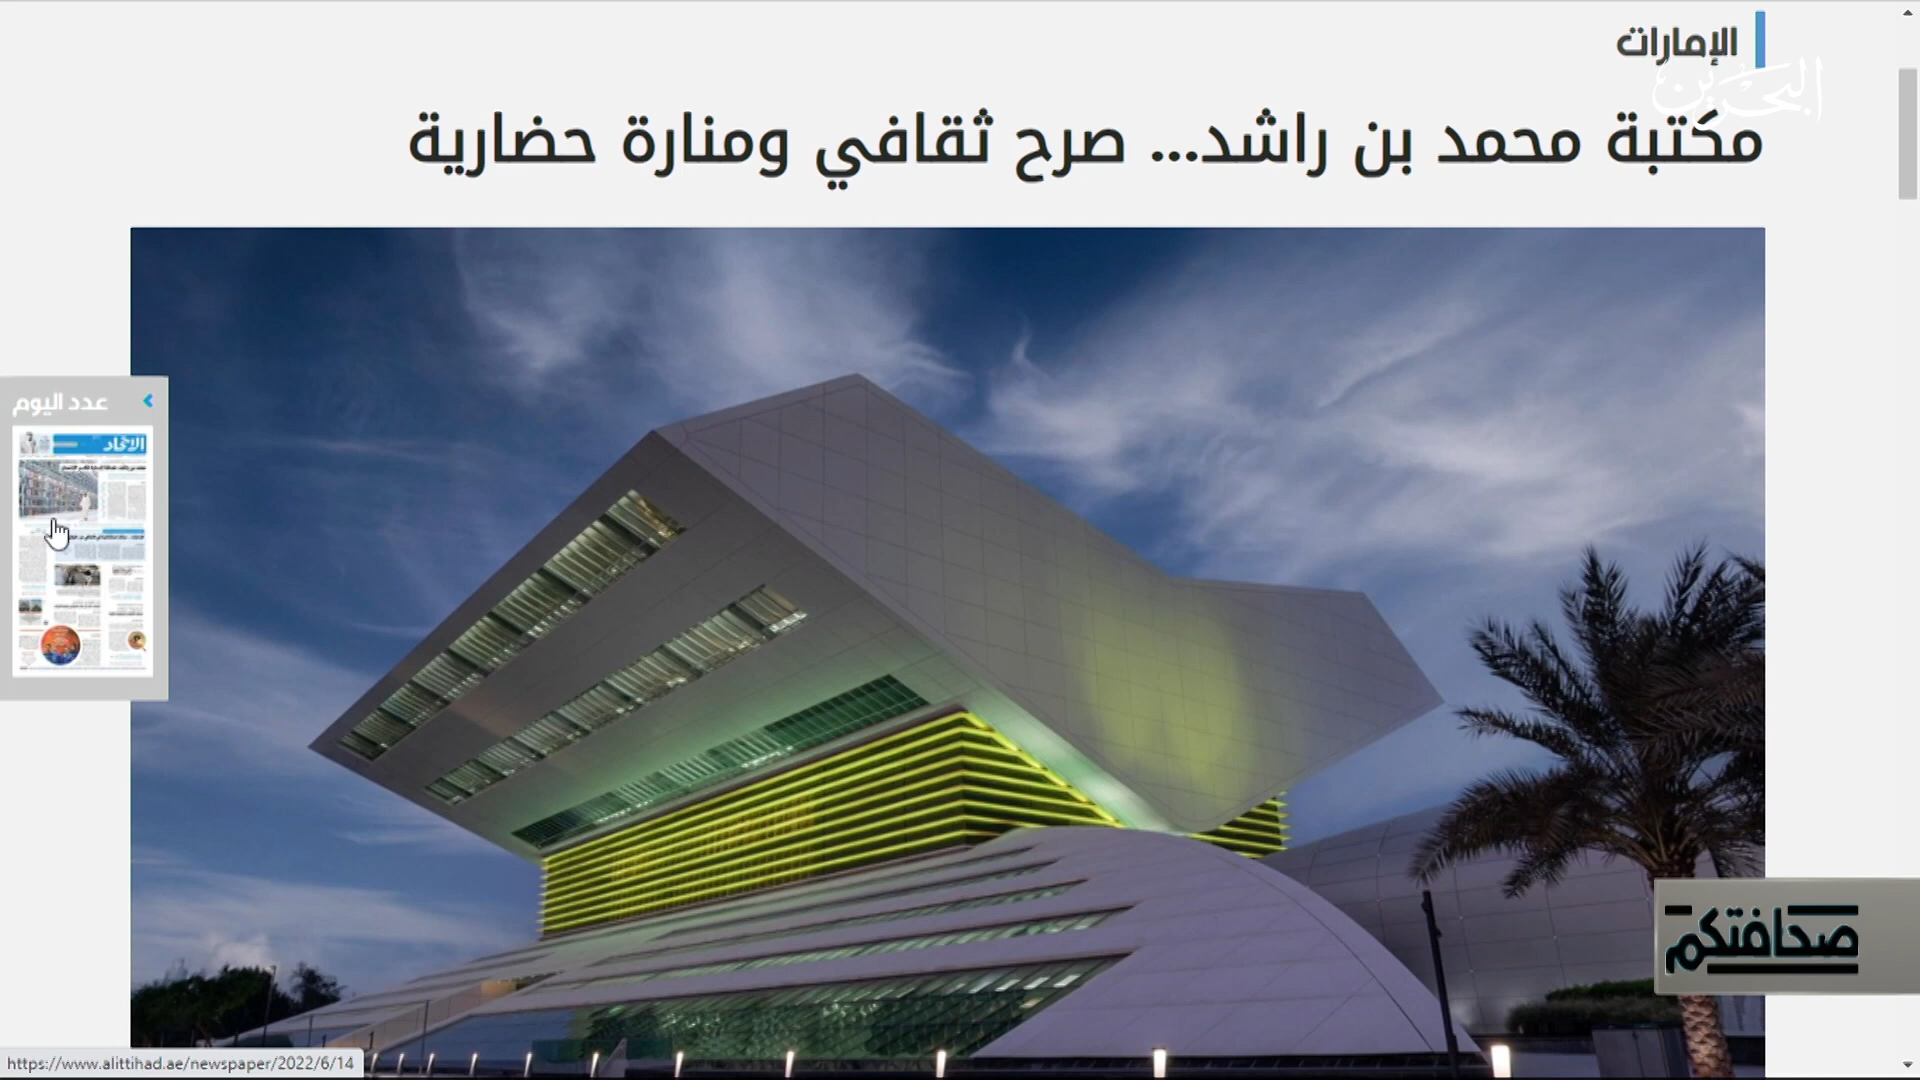 الإمارات
البحرين
مكتبة محمد بن راشد... صرح ثقافي ومنارة حضارية
عدد اليوم
الاتحاد
صحافتكم
https://www.alittihad.ae/newspaper/2022/6/14